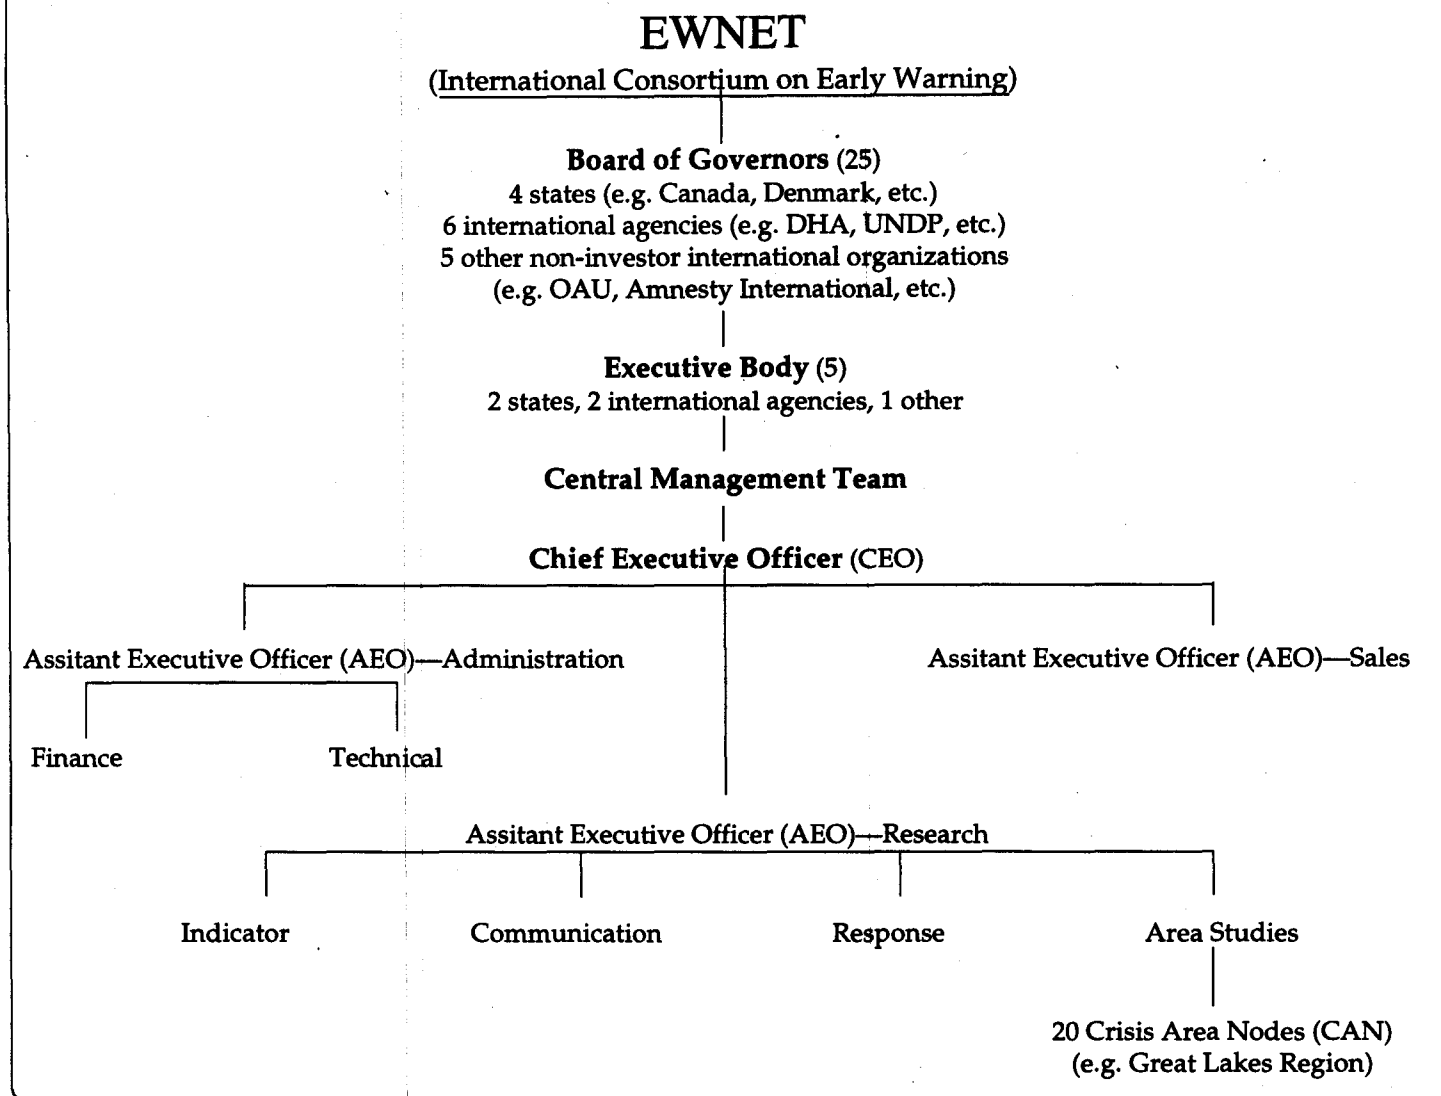 EWNET
(International Consortium on Early Warning)
Board of Governors (25)
4 states (e.g. Canada, Denmark, etc.)
6 international agencies (e.g. DHA, UNDP, etc.)
5 other non-investor international organizations
(e.g. OAU, Amnesty International, etc.)
Executive Body (5)
2 states, 2 international agencies, 1 other
Central Management Team
Chief Executive Officer (CEO)
Assitant Executive Officer (AEO)—Administration
Assitant Executive Officer (AEO)—Sales
Finance
Technical
Assitant Executive Officer (AEO)—Research
Indicator
Communication
Response
Area Studies
20 Crisis Area Nodes (CAN)
(e.g. Great Lakes Region)